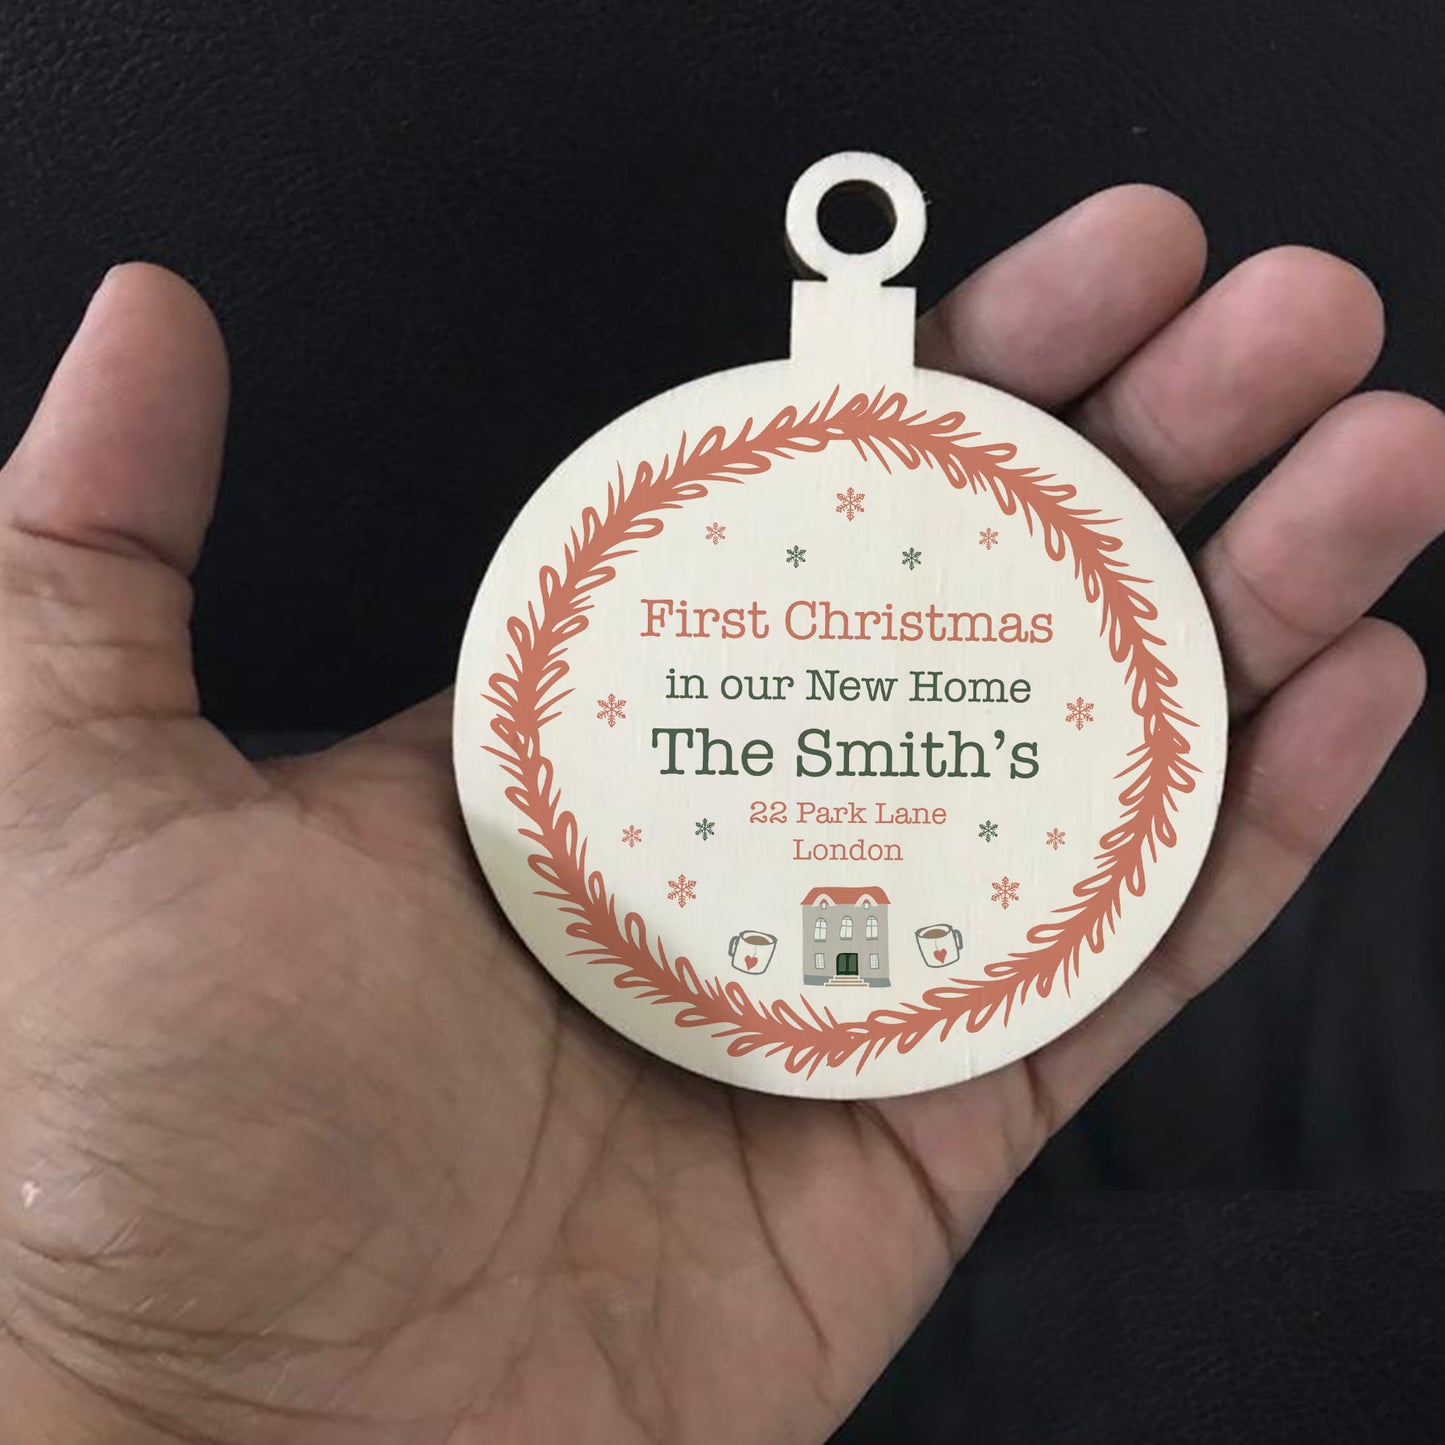 First Christmas
in our New Home
The Smith's
22 Park Lane
London